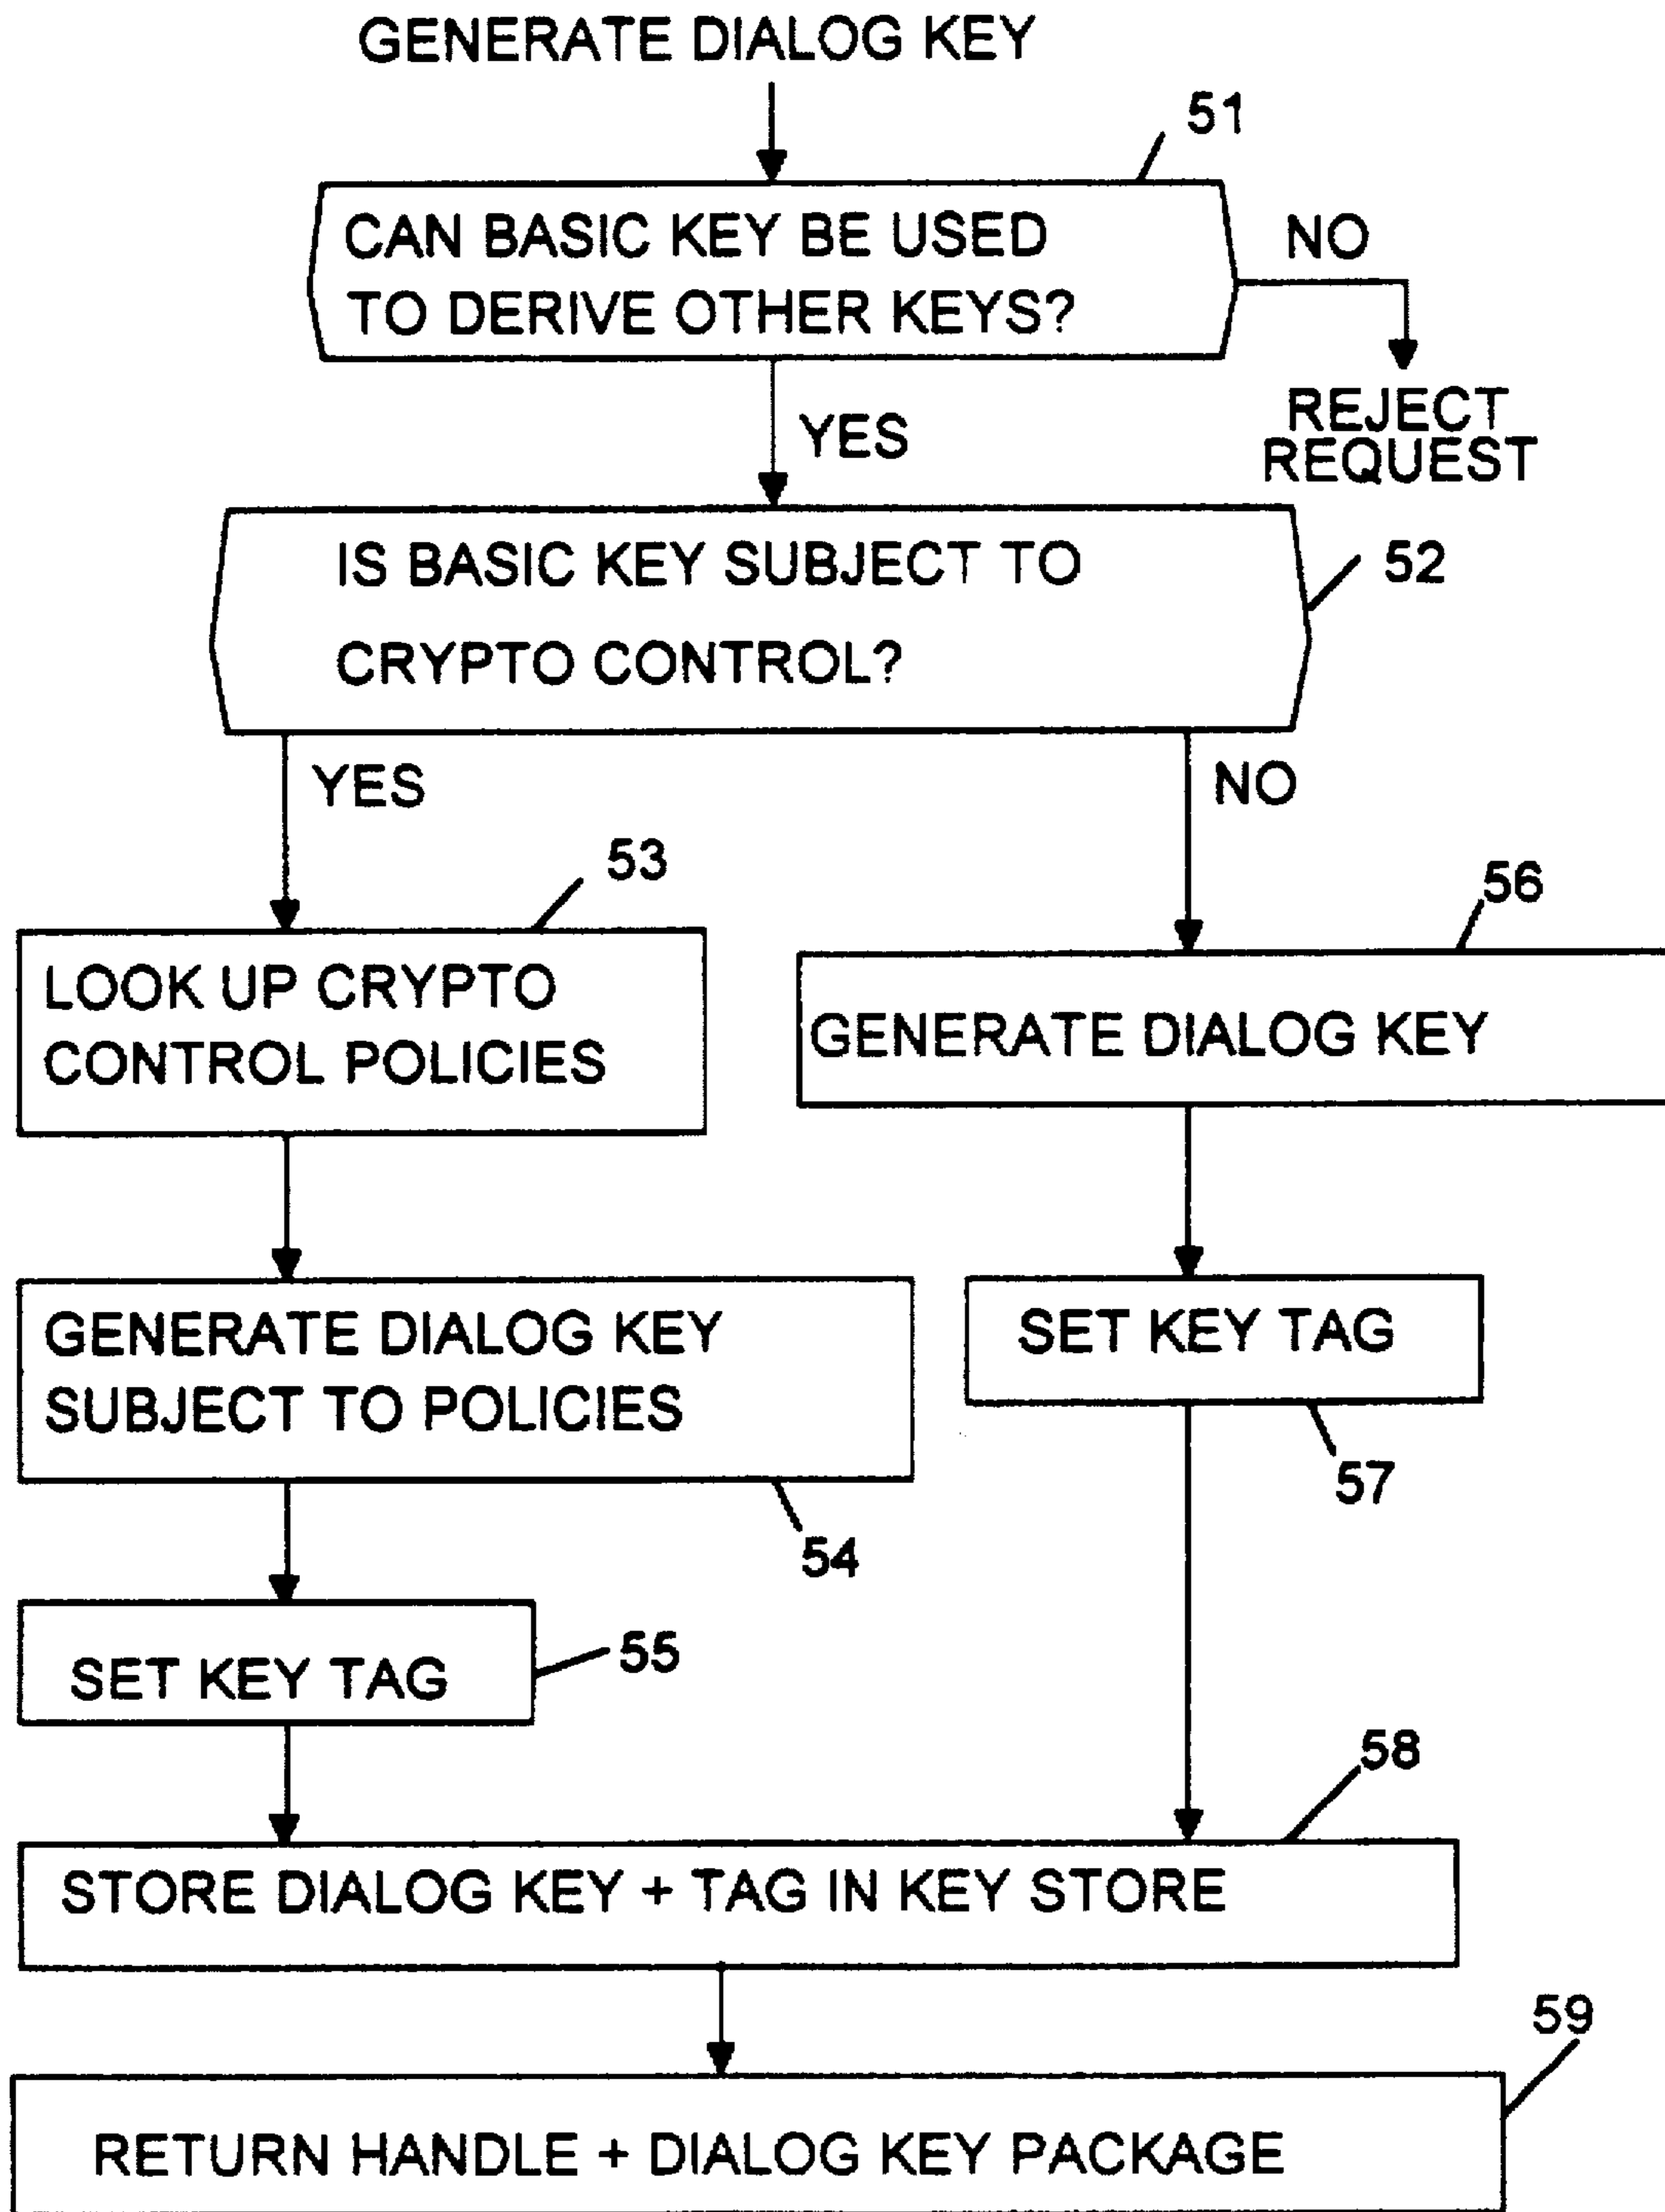 GENERATE DIALOG KEY
51
CAN BASIC KEY BE USED
TO DERIVE OTHER KEYS?
NO
REJECT
REQUEST
YES
IS BASIC KEY SUBJECT TO
CRYPTO CONTROL?
52
YES
NO
53
LOOK UP CRYPTO
CONTROL POLICIES
56
GENERATE DIALOG KEY
GENERATE DIALOG KEY
SUBJECT TO POLICIES
54
SET KEY TAG
57
SET KEY TAG
55
58
STORE DIALOG KEY + TAG IN KEY STORE
59
RETURN HANDLE + DIALOG KEY PACKAGE